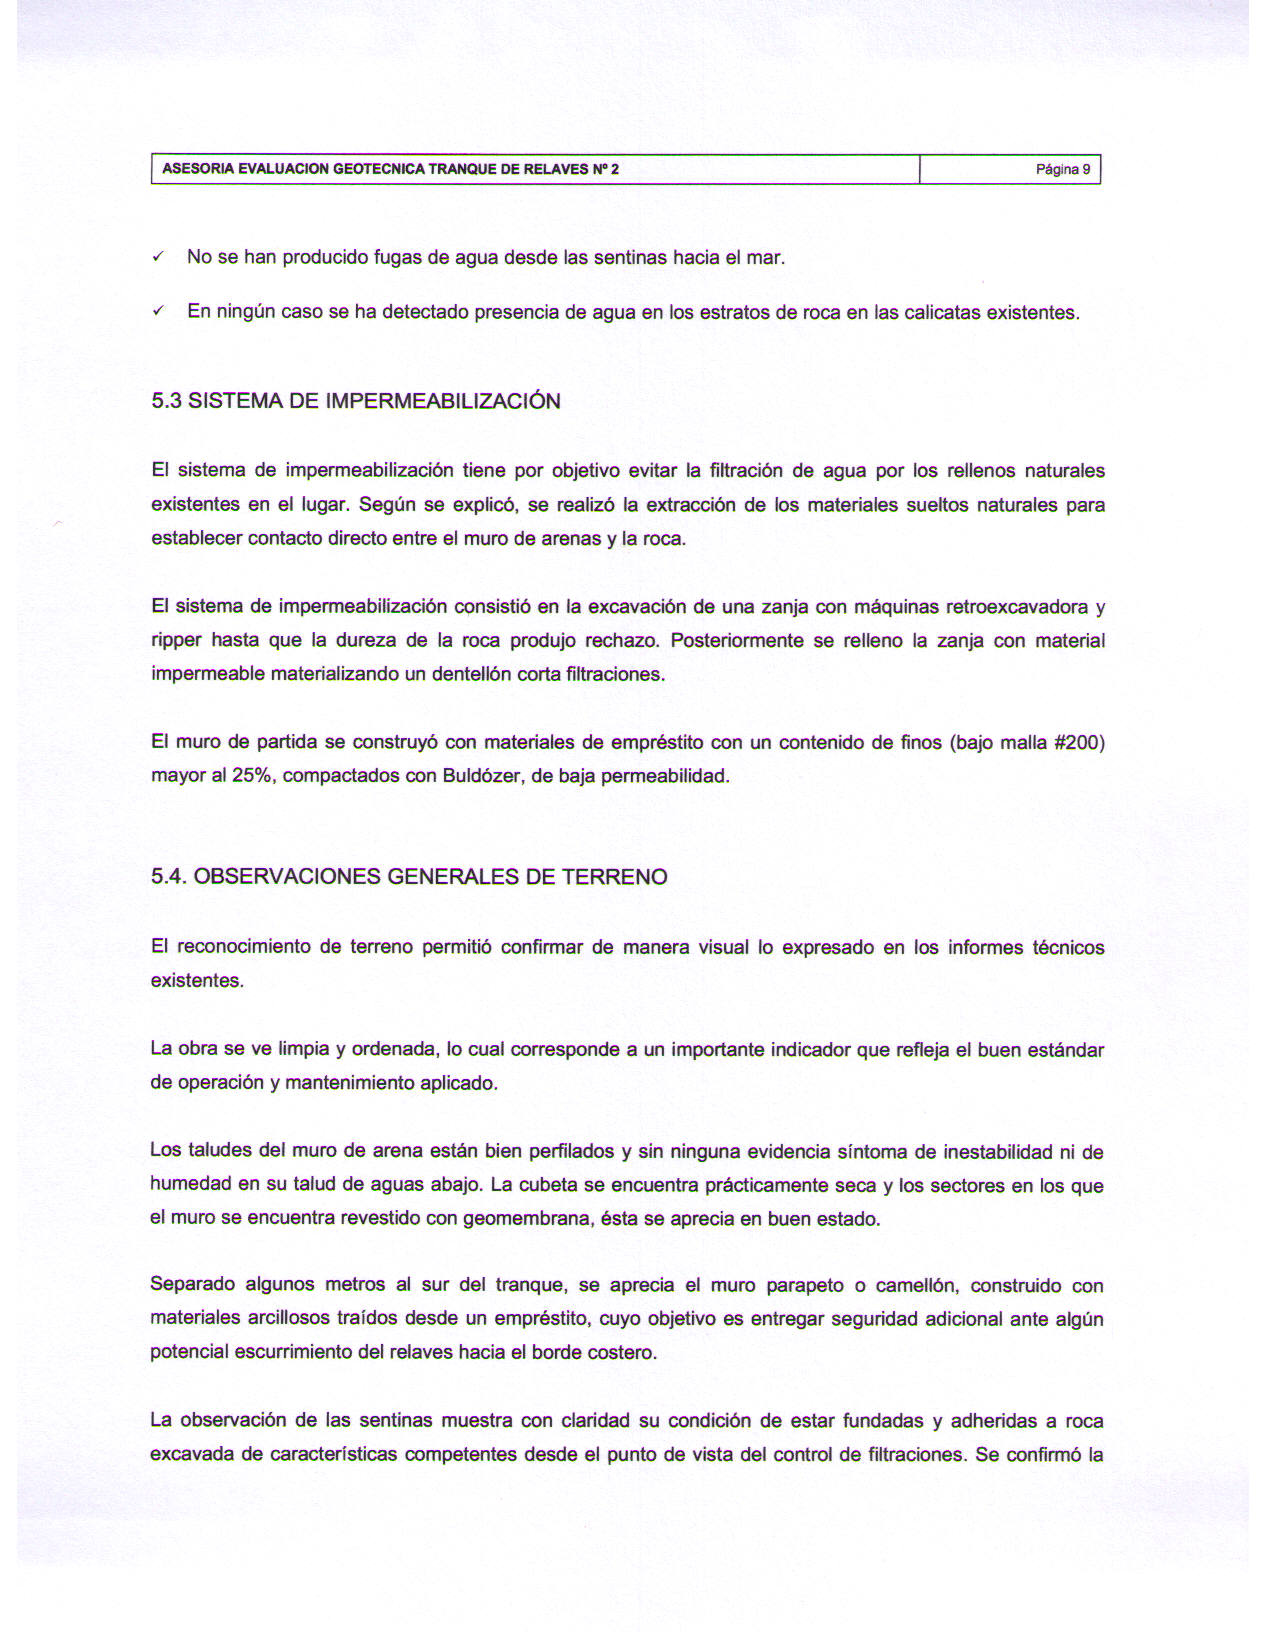 ASESORIA EVALUACION GEOTECNICA TRANQUE DE RELAVES Nº 2 Página 9
✓ No se han producido fugas de agua desde las sentinas hacia el mar.
✓ En ningún caso se ha detectado presencia de agua en los estratos de roca en las calicatas existentes.
5.3 SISTEMA DE IMPERMEABILIZACIÓN
El sistema de impermeabilización tiene por objetivo evitar la filtración de agua por los rellenos naturales
existentes en el lugar. Según se explicó, se realizó la extracción de los materiales sueltos naturales para
establecer contacto directo entre el muro de arenas y la roca.
El sistema de impermeabilización consistió en la excavación de una zanja con máquinas retroexcavadora y
ripper hasta que la dureza de la roca produjo rechazo. Posteriormente se relleno la zanja con material
impermeable materializando un dentellón corta filtraciones.
El muro de partida se construyó con materiales de empréstito con un contenido de finos (bajo malla #200)
mayor al 25%, compactados con Buldózer, de baja permeabilidad.
5.4. OBSERVACIONES GENERALES DE TERRENO
El reconocimiento de terreno permitió confirmar de manera visual lo expresado en los informes técnicos
existentes.
La obra se ve limpia y ordenada, lo cual corresponde a un importante indicador que refleja el buen estándar
de operación y mantenimiento aplicado.
Los taludes del muro de arena están bien perfilados y sin ninguna evidencia síntoma de inestabilidad ni de
humedad en su talud de aguas abajo. La cubeta se encuentra prácticamente seca y los sectores en los que
el muro se encuentra revestido con geomembrana, ésta se aprecia en buen estado.
Separado algunos metros al sur del tranque, se aprecia el muro parapeto o camellón, construido con
materiales arcillosos traídos desde un empréstito, cuyo objetivo es entregar seguridad adicional ante algún
potencial escurrimiento del relaves hacia el borde costero.
La observación de las sentinas muestra con claridad su condición de estar fundadas y adheridas a roca
excavada de características competentes desde el punto de vista del control de filtraciones. Se confirmó la